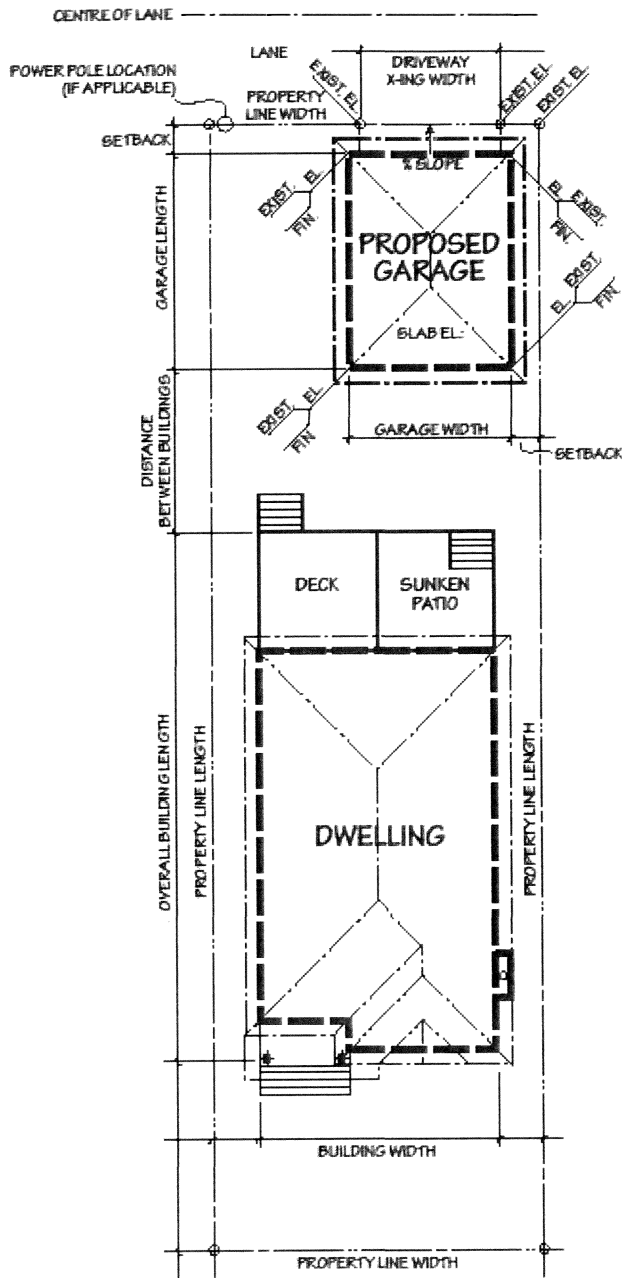 CENTRE OF LANE
LANE
DRIVEWAY
X-ING WIDTH
POWER POLE LOCATION
(IF APPLICABLE)
EXIST. EL.
EXIST. EL.
EXIST. EL.
PROPERTY
LINE WIDTH
SETBACK
% SLOPE
EXIST. EL.
FIN.
EL. EXIST.
FIN.
GARAGE LENGTH
PROPOSED
GARAGE
EL. EXIST.
FIN.
SLAB EL.:
EXIST. EL.
FIN.
GARAGE WIDTH
SETBACK
DISTANCE
BETWEEN BUILDINGS
DECK
SUNKEN
PATIO
OVERALL BUILDING LENGTH
PROPERTY LINE LENGTH
PROPERTY LINE LENGTH
DWELLING
BUILDING WIDTH
PROPERTY LINE WIDTH